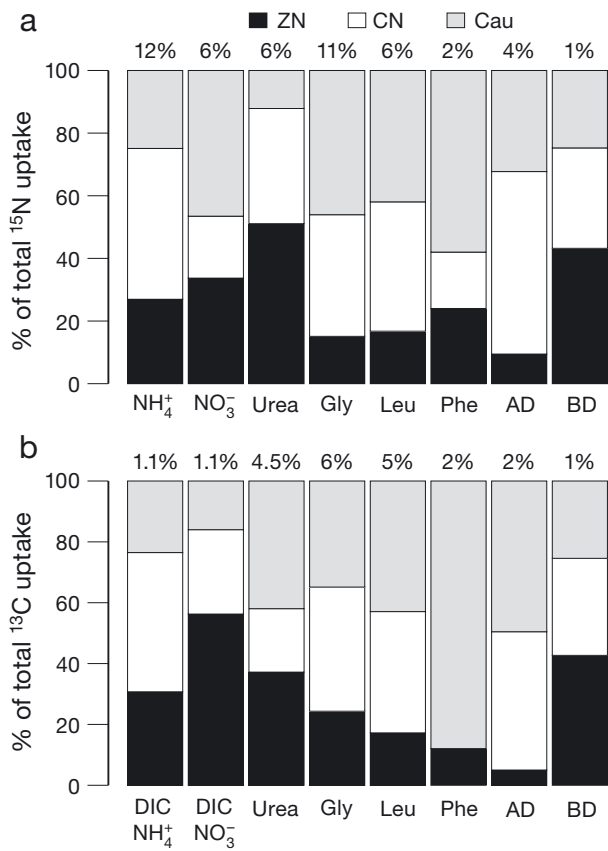 a
ZN CN Cau
12% 6% 6% 11% 6% 2% 4% 1%
100
80
60
40
20
0
% of total ¹⁵N uptake
NH₄⁺ NO₃⁻ Urea Gly Leu Phe AD BD
b
1.1% 1.1% 4.5% 6% 5% 2% 2% 1%
100
80
60
40
20
0
% of total ¹³C uptake
DIC DIC Urea Gly Leu Phe AD BD
NH₄⁺ NO₃⁻